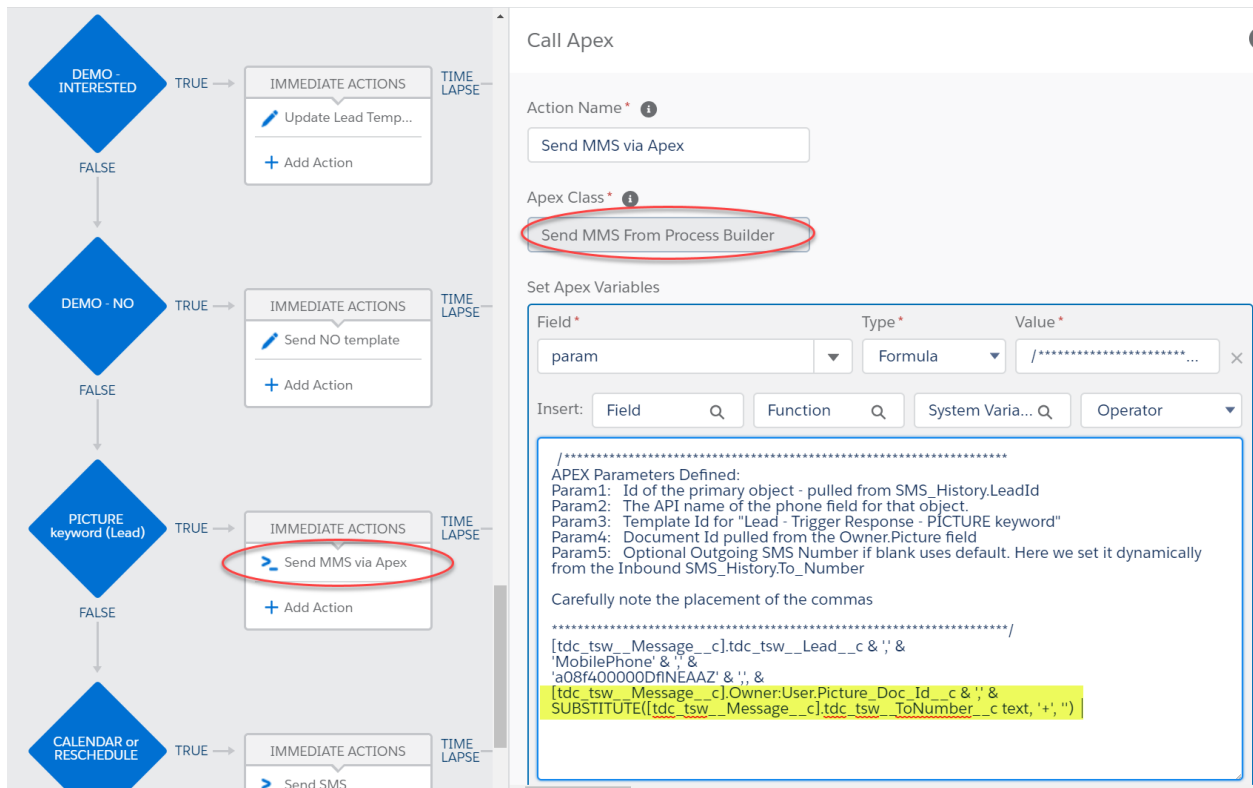 DEMO -
INTERESTED
TRUE
IMMEDIATE ACTIONS
TIME
LAPSE
Update Lead Temp...
+ Add Action
FALSE
DEMO - NO
TRUE
IMMEDIATE ACTIONS
TIME
LAPSE
Send NO template
+ Add Action
FALSE
PICTURE
keyword (Lead)
TRUE
IMMEDIATE ACTIONS
TIME
LAPSE
>_ Send MMS via Apex
+ Add Action
FALSE
CALENDAR or
RESCHEDULE
TRUE
IMMEDIATE ACTIONS
TIME
LAPSE
Send SMS
Call Apex
Action Name *
Send MMS via Apex
Apex Class *
Send MMS From Process Builder
Set Apex Variables
Field * Type * Value *
param Formula /***********************...
Insert: Field Function System Varia... Operator
/*********************************************************************
APEX Parameters Defined:
Param1: Id of the primary object - pulled from SMS_History.LeadId
Param2: The API name of the phone field for that object.
Param3: Template Id for "Lead - Trigger Response - PICTURE keyword"
Param4: Document Id pulled from the Owner.Picture field
Param5: Optional Outgoing SMS Number if blank uses default. Here we set it dynamically
from the Inbound SMS_History.To_Number
Carefully note the placement of the commas
***********************************************************************/
[tdc_tsw__Message__c].tdc_tsw__Lead__c & ',' &
'MobilePhone' & ',' &
'a08f400000DflNEAAZ' & ',', &
[tdc_tsw__Message__c].Owner:User.Picture_Doc_Id__c & ',' &
SUBSTITUTE([tdc_tsw__Message__c].tdc_tsw__ToNumber__c text, '+', '')